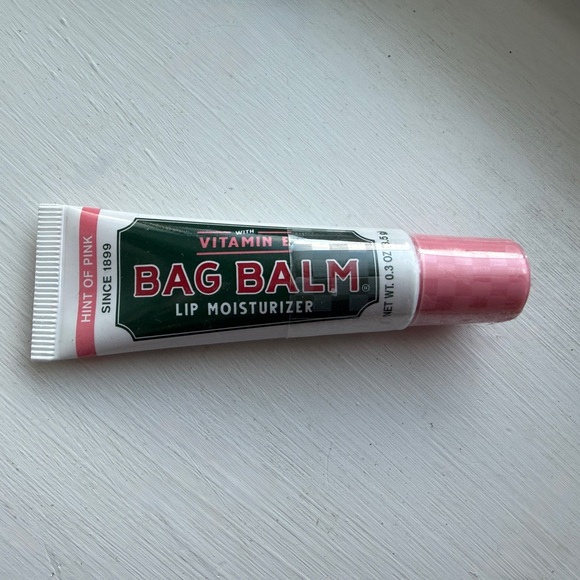 HINT OF PINK
SINCE 1899
WITH
VITAMIN E
BAG BALM®
LIP MOISTURIZER
NET WT. 0.3 OZ